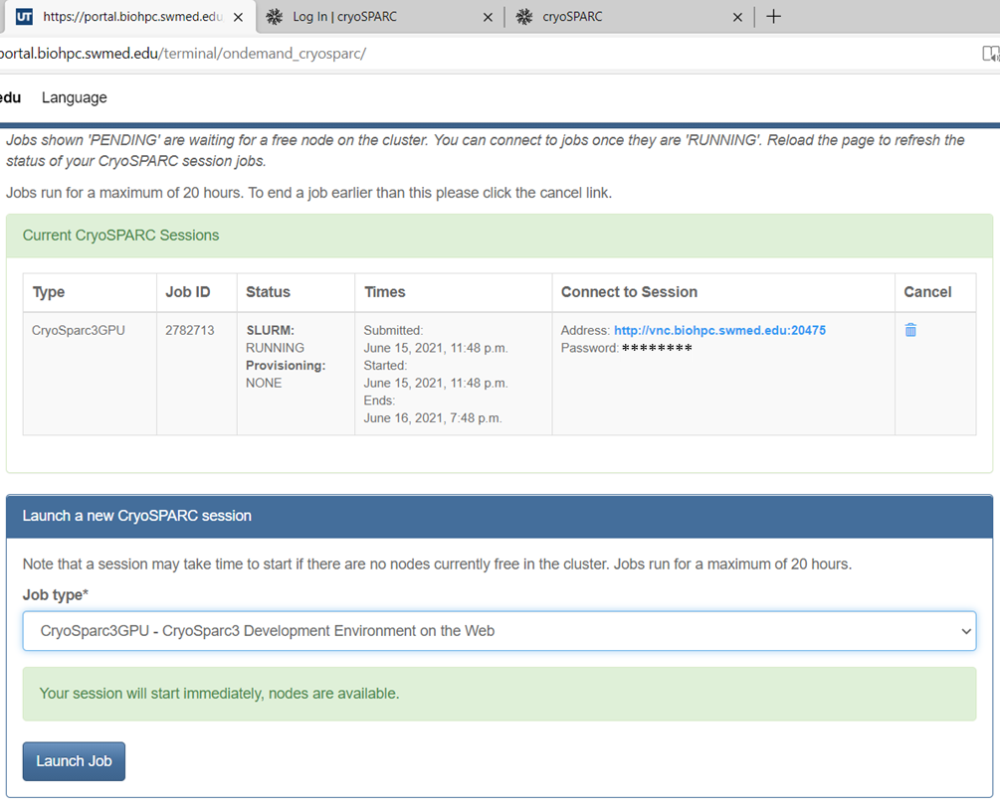 UT https://portal.biohpc.swmed.edu
Log In | cryoSPARC
cryoSPARC
portal.biohpc.swmed.edu/terminal/ondemand_cryosparc/
edu Language
Jobs shown 'PENDING' are waiting for a free node on the cluster. You can connect to jobs once they are 'RUNNING'. Reload the page to refresh the
status of your CryoSPARC session jobs.
Jobs run for a maximum of 20 hours. To end a job earlier than this please click the cancel link.
Current CryoSPARC Sessions
Type Job ID Status Times Connect to Session Cancel
CryoSparc3GPU
2782713
SLURM:
RUNNING
Provisioning:
NONE
Submitted:
June 15, 2021, 11:48 p.m.
Started:
June 15, 2021, 11:48 p.m.
Ends:
June 16, 2021, 7:48 p.m.
Address: http://vnc.biohpc.swmed.edu:20475
Password: ********
Launch a new CryoSPARC session
Note that a session may take time to start if there are no nodes currently free in the cluster. Jobs run for a maximum of 20 hours.
Job type*
CryoSparc3GPU - CryoSparc3 Development Environment on the Web
Your session will start immediately, nodes are available.
Launch Job